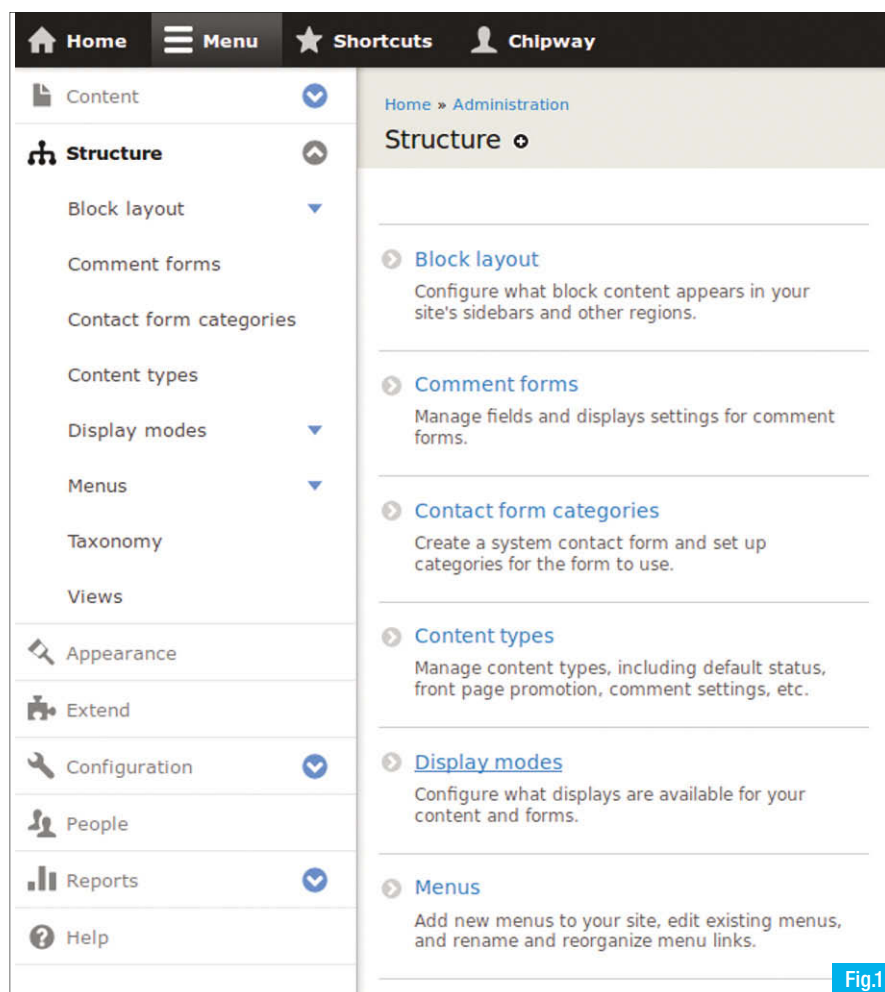 Home Menu Shortcuts Chipway
Content
Structure
Block layout
Comment forms
Contact form categories
Content types
Display modes
Menus
Taxonomy
Views
Appearance
Extend
Configuration
People
Reports
Help
Home » Administration
Structure
Block layout
Configure what block content appears in your
site's sidebars and other regions.
Comment forms
Manage fields and displays settings for comment
forms.
Contact form categories
Create a system contact form and set up
categories for the form to use.
Content types
Manage content types, including default status,
front page promotion, comment settings, etc.
Display modes
Configure what displays are available for your
content and forms.
Menus
Add new menus to your site, edit existing menus,
and rename and reorganize menu links.
Fig.1